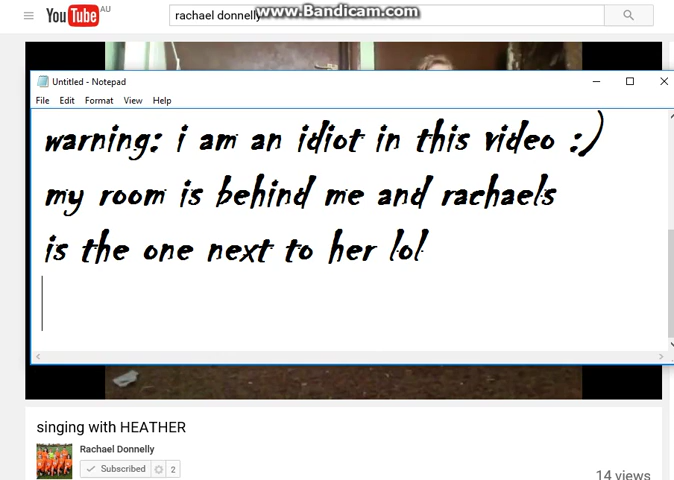 YouTube AU
rachael donnelly
www.Bandicam.com
Untitled - Notepad
File Edit Format View Help
warning: i am an idiot in this video :)
my room is behind me and rachaels
is the one next to her lol
singing with HEATHER
Rachael Donnelly
Subscribed 2
14 views